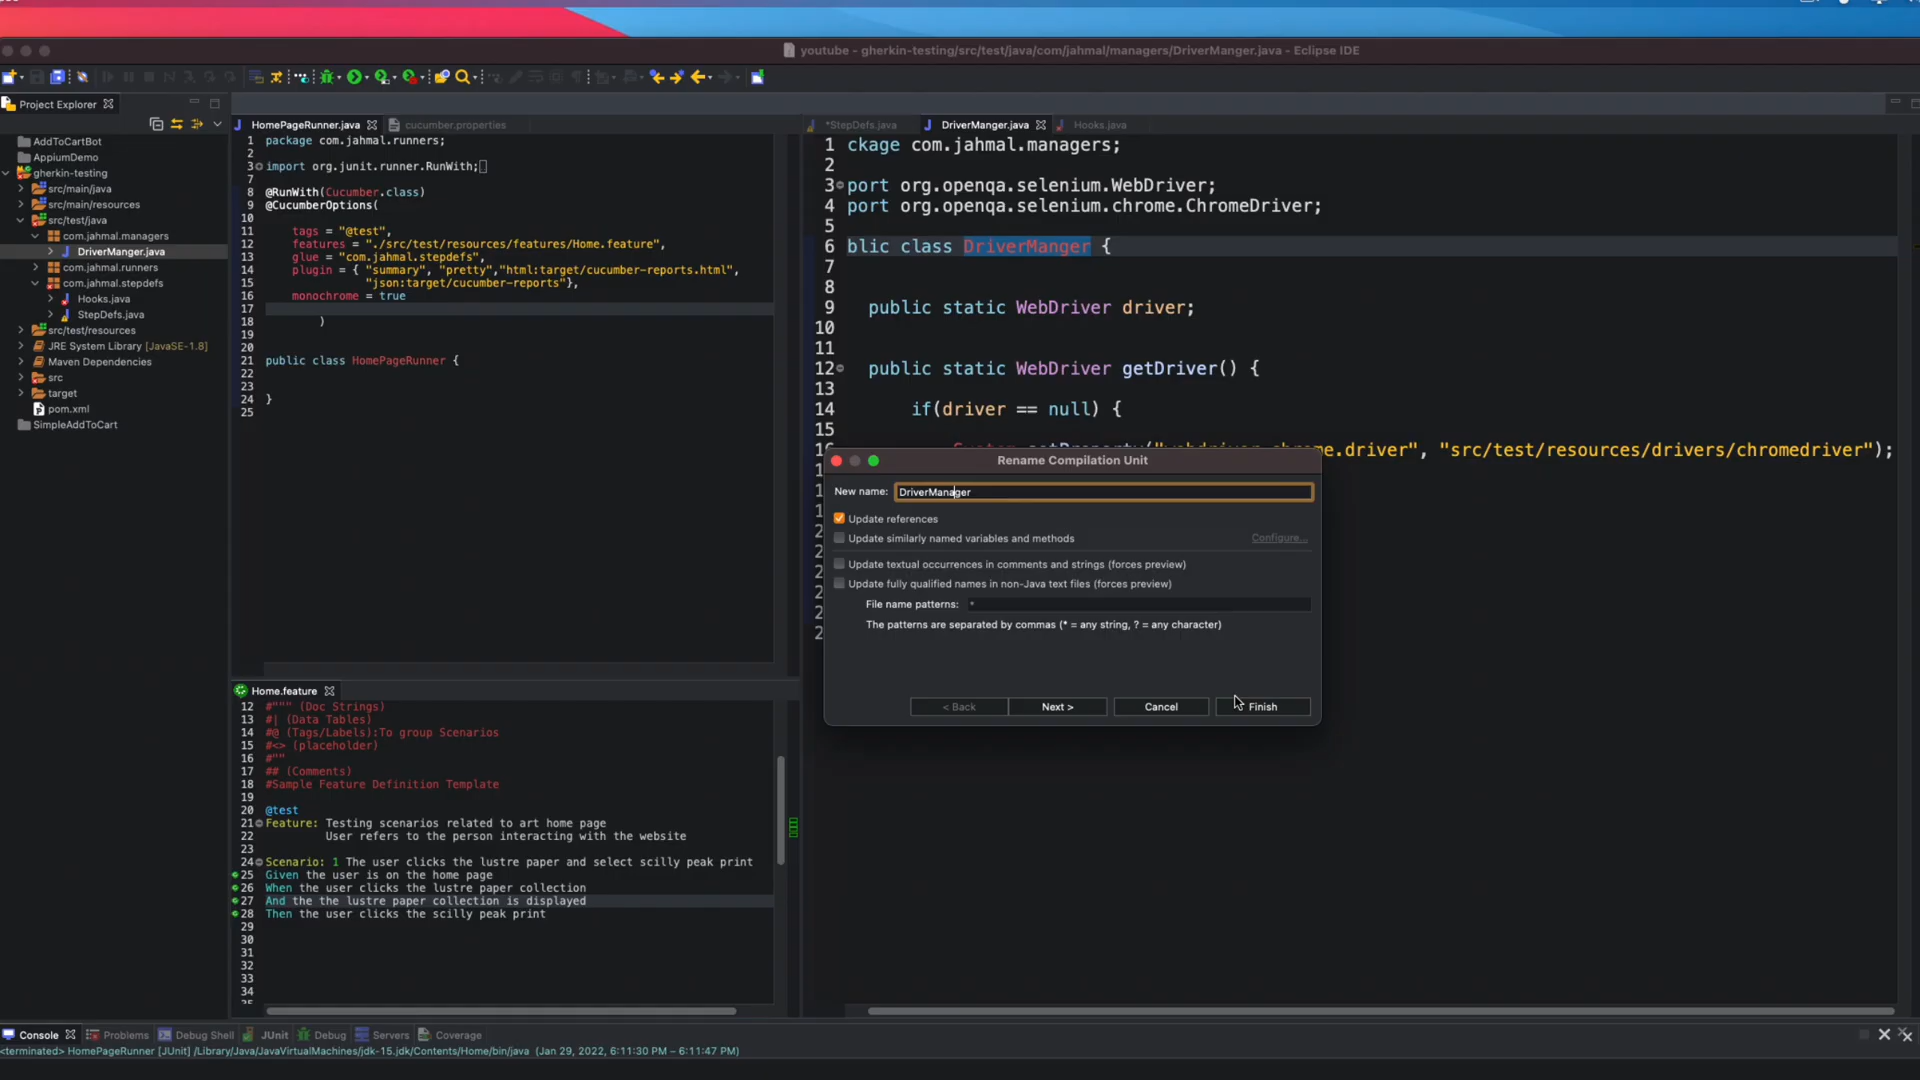 youtube - gherkin-testing/src/test/java/com/jahmal/managers/DriverManger.java - Eclipse IDE
Project Explorer
AddToCartBot
AppiumDemo
gherkin-testing
src/main/java
src/main/resources
src/test/java
com.jahmal.managers
DriverManger.java
com.jahmal.runners
com.jahmal.stepdefs
Hooks.java
StepDefs.java
src/test/resources
JRE System Library [JavaSE-1.8]
Maven Dependencies
src
target
pom.xml
SimpleAddToCart
HomePageRunner.java
cucumber.properties
1 package com.jahmal.runners;
2
3 import org.junit.runner.RunWith;
7
8 @RunWith(Cucumber.class)
9 @CucumberOptions(
10
11 tags = "@test",
12 features = "./src/test/resources/features/Home.feature",
13 glue = "com.jahmal.stepdefs",
14 plugin = { "summary", "pretty","html:target/cucumber-reports.html",
15 "json:target/cucumber-reports"},
16 monochrome = true
17
18 )
19
20
21 public class HomePageRunner {
22
23
24 }
25
Home.feature
12 #""" (Doc Strings)
13 #| (Data Tables)
14 #@ (Tags/Labels):To group Scenarios
15 #<> (placeholder)
16 #""
17 ## (Comments)
18 #Sample Feature Definition Template
19
20 @test
21 Feature: Testing scenarios related to art home page
22 User refers to the person interacting with the website
23
24 Scenario: 1 The user clicks the lustre paper and select scilly peak print
25 Given the user is on the home page
26 When the user clicks the lustre paper collection
27 And the the lustre paper collection is displayed
28 Then the user clicks the scilly peak print
29
30
31
32
33
34
*StepDefs.java
DriverManger.java
Hooks.java
1 ckage com.jahmal.managers;
2
3 port org.openqa.selenium.WebDriver;
4 port org.openqa.selenium.chrome.ChromeDriver;
5
6 blic class DriverManger {
7
8
9 public static WebDriver driver;
10
11
12 public static WebDriver getDriver() {
13
14 if(driver == null) {
15
e.driver", "src/test/resources/drivers/chromedriver");
Rename Compilation Unit
New name: DriverManager
Update references
Update similarly named variables and methods
Configure...
Update textual occurrences in comments and strings (forces preview)
Update fully qualified names in non-Java text files (forces preview)
File name patterns: *
The patterns are separated by commas (* = any string, ? = any character)
< Back
Next >
Cancel
Finish
Console
Problems
Debug Shell
JUnit
Debug
Servers
Coverage
<terminated> HomePageRunner [JUnit] /Library/Java/JavaVirtualMachines/jdk-15.jdk/Contents/Home/bin/java (Jan 29, 2022, 6:11:30 PM – 6:11:47 PM)